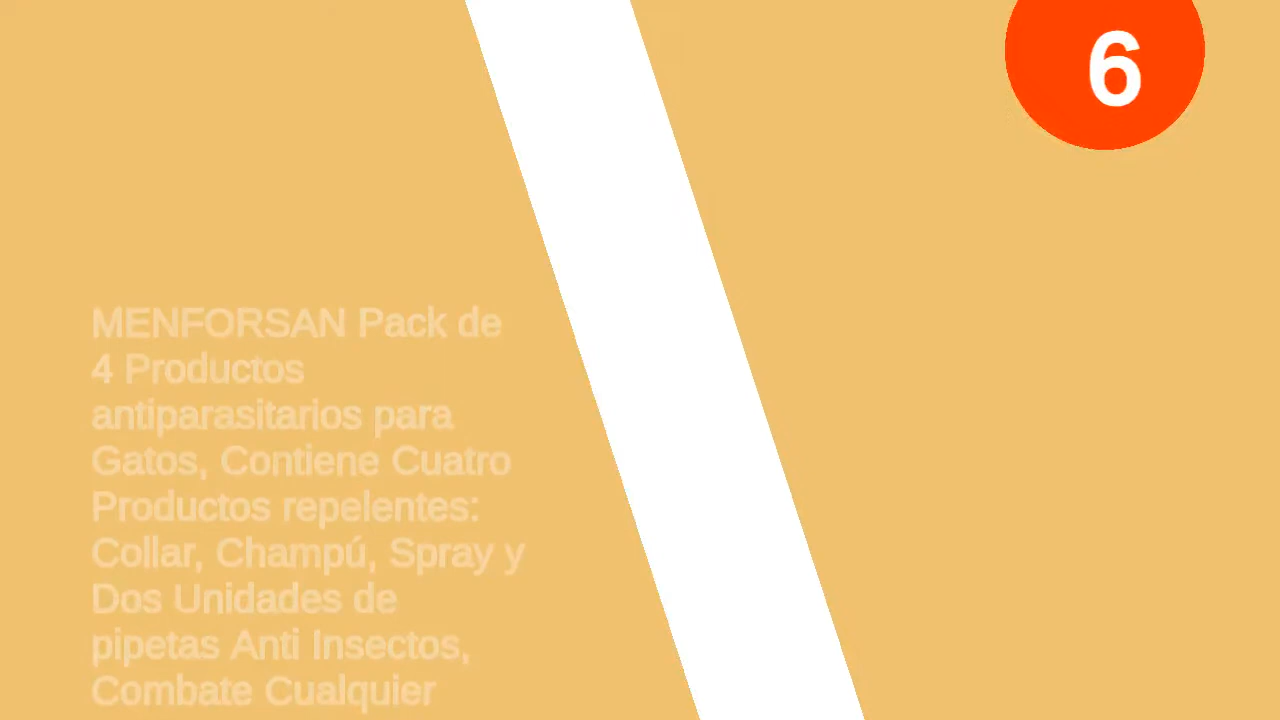 6
MENFORSAN Pack de
4 Productos
antiparasitarios para
Gatos, Contiene Cuatro
Productos repelentes:
Collar, Champú, Spray y
Dos Unidades de
pipetas Anti Insectos,
Combate Cualquier